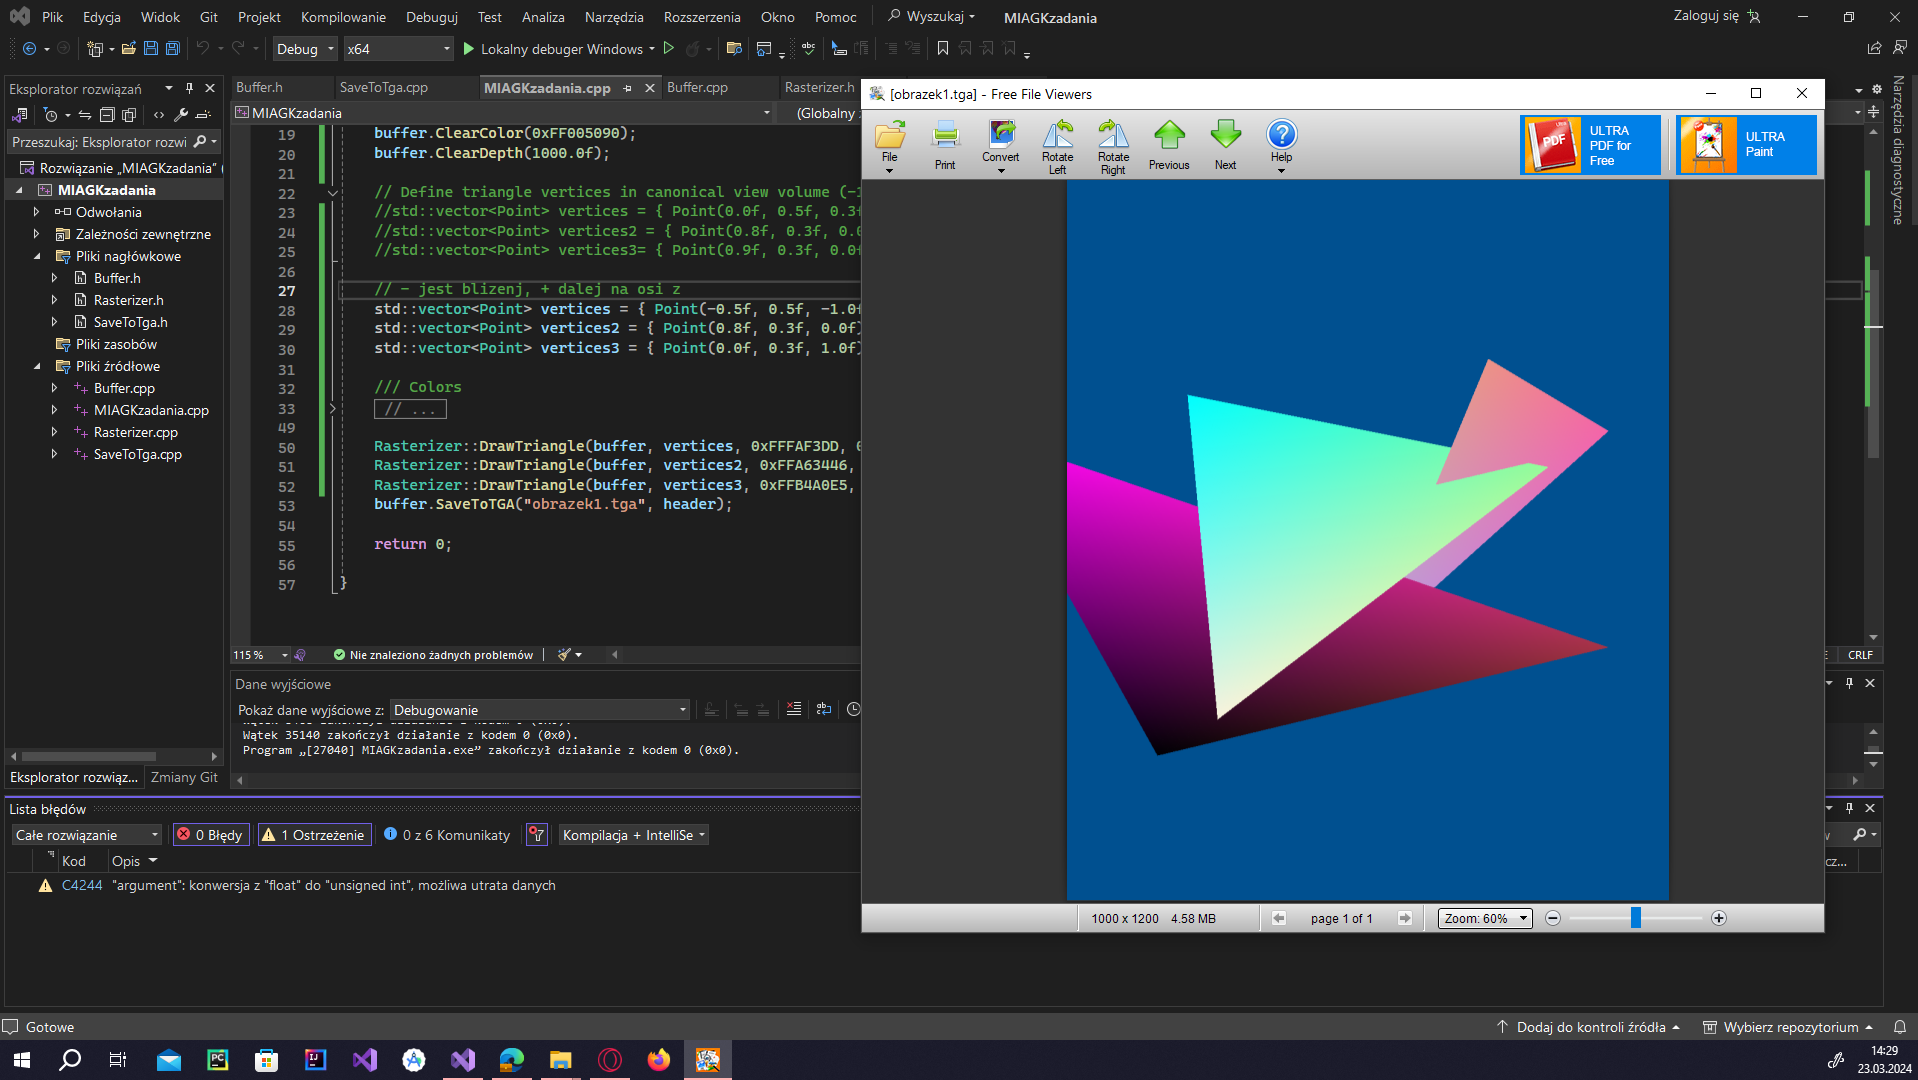 Plik Edycja Widok Git Projekt Kompilowanie Debuguj Test Analiza Narzędzia Rozszerzenia Okno Pomoc Wyszukaj MIAGKzadania Zaloguj się
Debug x64 Lokalny debuger Windows
Eksplorator rozwiązań
Przeszukaj: Eksplorator rozwi
Rozwiązanie „MIAGKzadania” (
MIAGKzadania
Odwołania
Zależności zewnętrzne
Pliki nagłówkowe
Buffer.h
Rasterizer.h
SaveToTga.h
Pliki zasobów
Pliki źródłowe
Buffer.cpp
MIAGKzadania.cpp
Rasterizer.cpp
SaveToTga.cpp
Eksplorator rozwiąz... Zmiany Git
Buffer.h SaveToTga.cpp MIAGKzadania.cpp Buffer.cpp Rasterizer.h
MIAGKzadania (Globalny
19 buffer.ClearColor(0xFF005090);
20 buffer.ClearDepth(1000.0f);
21
22 // Define triangle vertices in canonical view volume (-1
23 //std::vector<Point> vertices = { Point(0.0f, 0.5f, 0.3f
24 //std::vector<Point> vertices2 = { Point(0.8f, 0.3f, 0.0
25 //std::vector<Point> vertices3= { Point(0.9f, 0.3f, 0.0f
26
27 // - jest blizenj, + dalej na osi z
28 std::vector<Point> vertices = { Point(-0.5f, 0.5f, -1.0f
29 std::vector<Point> vertices2 = { Point(0.8f, 0.3f, 0.0f)
30 std::vector<Point> vertices3 = { Point(0.0f, 0.3f, 1.0f)
31
32 /// Colors
33 // ...
49
50 Rasterizer::DrawTriangle(buffer, vertices, 0xFFFAF3DD, 0
51 Rasterizer::DrawTriangle(buffer, vertices2, 0xFFA63446,
52 Rasterizer::DrawTriangle(buffer, vertices3, 0xFFB4A0E5,
53 buffer.SaveToTGA("obrazek1.tga", header);
54
55 return 0;
56
57 }
115 % Nie znaleziono żadnych problemów
CRLF
Narzędzia diagnostyczne
Dane wyjściowe
Pokaż dane wyjściowe z: Debugowanie
Wątek 35140 zakończył działanie z kodem 0 (0x0).
Program „[27040] MIAGKzadania.exe” zakończył działanie z kodem 0 (0x0).
Lista błędów
Całe rozwiązanie 0 Błędy 1 Ostrzeżenie 0 z 6 Komunikaty Kompilacja + IntelliSe
Kod Opis
cz...
C4244 "argument": konwersja z "float" do "unsigned int", możliwa utrata danych
[obrazek1.tga] - Free File Viewers
File Print Convert Rotate Left Rotate Right Previous Next Help
ULTRA PDF for Free
PDF
ULTRA Paint
1000 x 1200 4.58 MB page 1 of 1 Zoom: 60%
Gotowe Dodaj do kontroli źródła Wybierz repozytorium
PC
IJ
14:29
23.03.2024